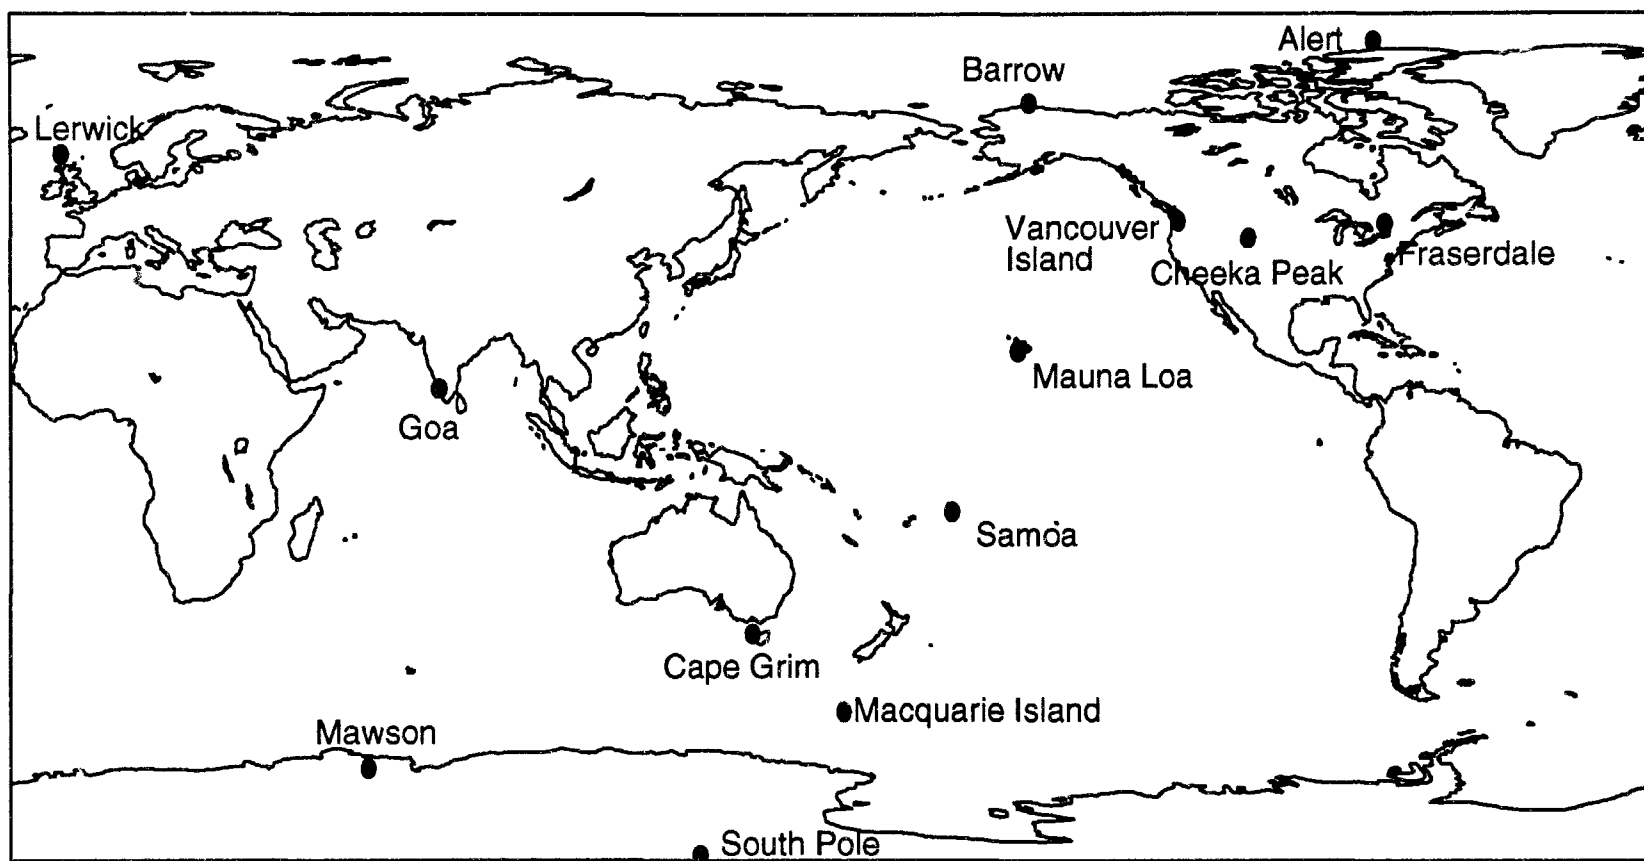 Alert
Barrow
Lerwick
Vancouver
Island
Cheeka Peak
Fraserdale
Mauna Loa
Goa
Samoa
Cape Grim
Macquarie Island
Mawson
South Pole